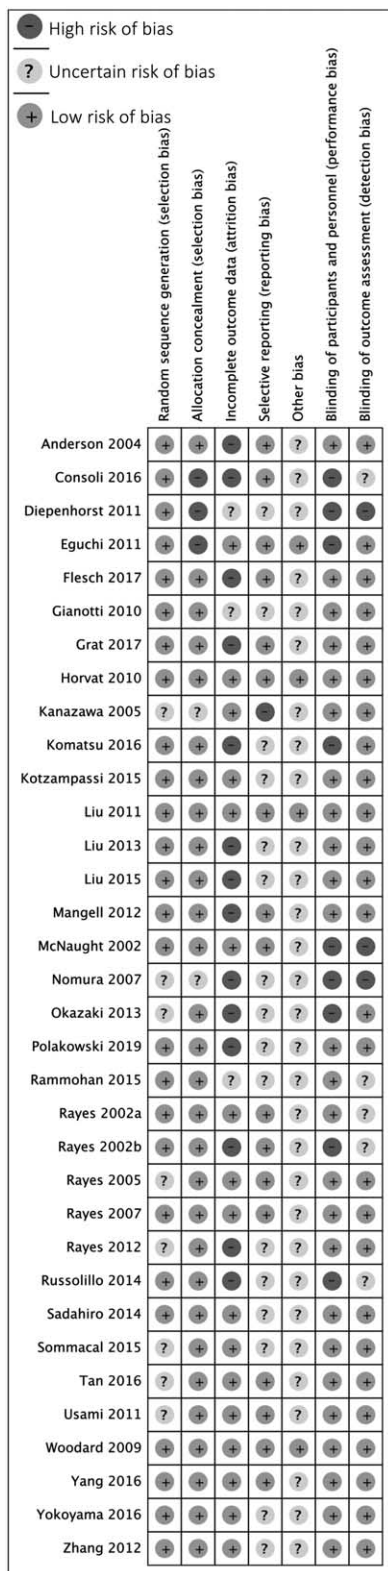 - High risk of bias
? Uncertain risk of bias
+ Low risk of bias
Random sequence generation (selection bias)
Allocation concealment (selection bias)
Incomplete outcome data (attrition bias)
Selective reporting (reporting bias)
Other bias
Blinding of participants and personnel (performance bias)
Blinding of outcome assessment (detection bias)
Anderson 2004 + + - + ? + +
Consoli 2016 + - - + ? - ?
Diepenhorst 2011 + - ? ? ? - -
Eguchi 2011 + - + + + - +
Flesch 2017 + + - + ? + +
Gianotti 2010 + + ? ? ? + +
Grat 2017 + + - + ? + +
Horvat 2010 + + + + + + +
Kanazawa 2005 ? ? + - ? + +
Komatsu 2016 + + - ? ? - +
Kotzampassi 2015 + + + ? ? + +
Liu 2011 + + + + + + +
Liu 2013 + + - ? ? + +
Liu 2015 + + - ? ? + +
Mangell 2012 + + - + ? + +
McNaught 2002 + + + + ? - -
Nomura 2007 ? ? - ? ? - -
Okazaki 2013 ? + - ? ? - +
Polakowski 2019 + + - ? ? + +
Rammohan 2015 + + ? ? ? + ?
Rayes 2002a + + + + ? + ?
Rayes 2002b + + - + ? - ?
Rayes 2005 ? + + + ? + +
Rayes 2007 + + + + ? + +
Rayes 2012 ? + - ? ? + +
Russolillo 2014 + + - ? ? - ?
Sadahiro 2014 + + + ? ? + +
Sommacal 2015 ? + + ? ? + +
Tan 2016 ? + + + ? + +
Usami 2011 ? + + + ? + +
Woodard 2009 + + + + + + +
Yang 2016 + + + + ? + +
Yokoyama 2016 + + + ? ? + +
Zhang 2012 + + + ? ? + +